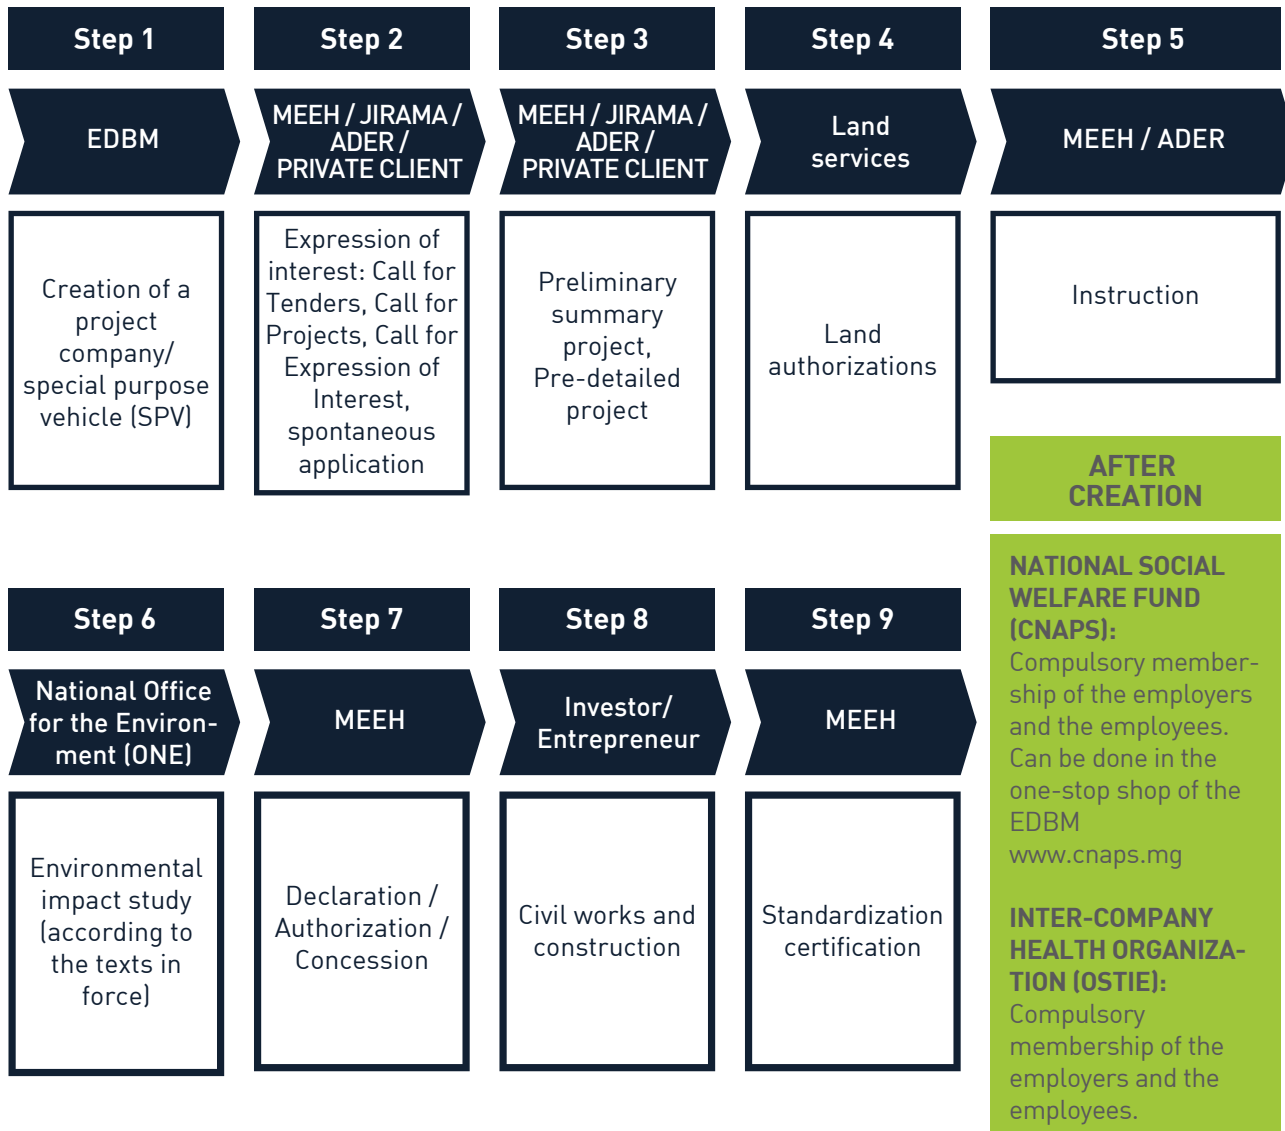 Step 1
EDBM
Creation of a
project
company/
special purpose
vehicle (SPV)
Step 2
MEEH / JIRAMA /
ADER /
PRIVATE CLIENT
Expression of
interest: Call for
Tenders, Call for
Projects, Call for
Expression of
Interest,
spontaneous
application
Step 3
MEEH / JIRAMA /
ADER /
PRIVATE CLIENT
Preliminary
summary
project,
Pre-detailed
project
Step 4
Land
services
Land
authorizations
Step 5
MEEH / ADER
Instruction
Step 6
National Office
for the Environ-
ment (ONE)
Environmental
impact study
(according to
the texts in
force)
Step 7
MEEH
Declaration /
Authorization /
Concession
Step 8
Investor/
Entrepreneur
Civil works and
construction
Step 9
MEEH
Standardization
certification
AFTER
CREATION
NATIONAL SOCIAL
WELFARE FUND
(CNAPS):
Compulsory member-
ship of the employers
and the employees.
Can be done in the
one-stop shop of the
EDBM
www.cnaps.mg
INTER-COMPANY
HEALTH ORGANIZA-
TION (OSTIE):
Compulsory
membership of the
employers and the
employees.